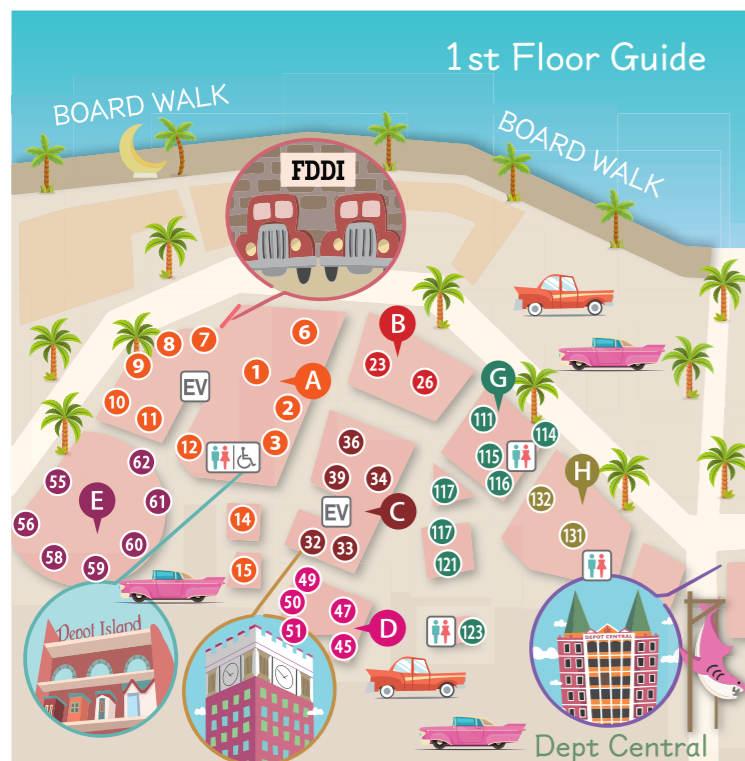 1st Floor Guide
BOARD WALK
BOARD WALK
FDDI
B
6
7
8
23
9
1
A
26
G
EV
10
2
111
11
114
36
12
3
115
62
H
116
55
39
34
117
132
E
61
EV
C
56
14
117
131
60
32
33
58
59
15
121
49
50
47
Depot Island
51
D
123
45
DEPOT CENTRAL
Dept Central